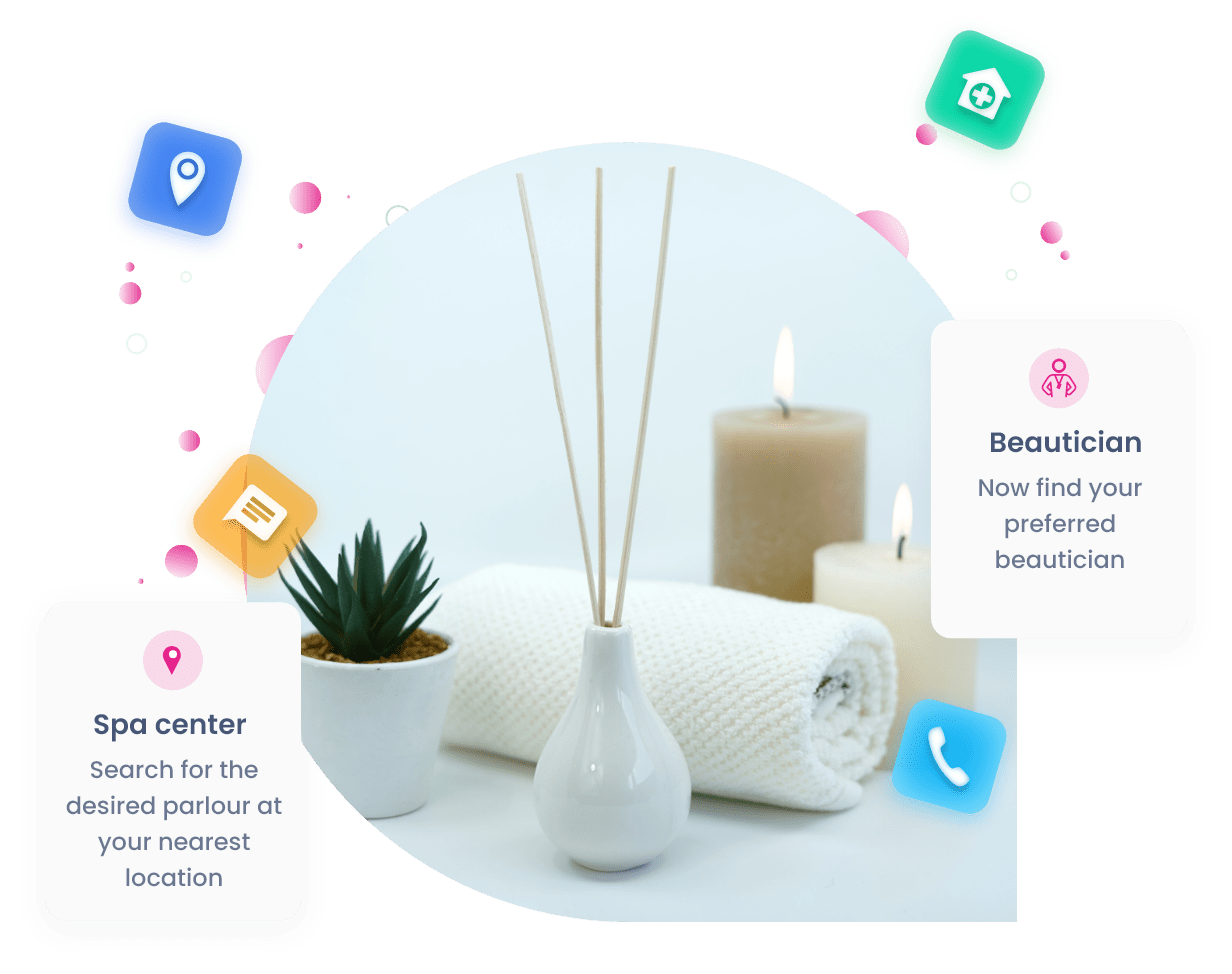 Beautician
Now find your
preferred
beautician
Spa center
Search for the
desired parlour at
your nearest
location